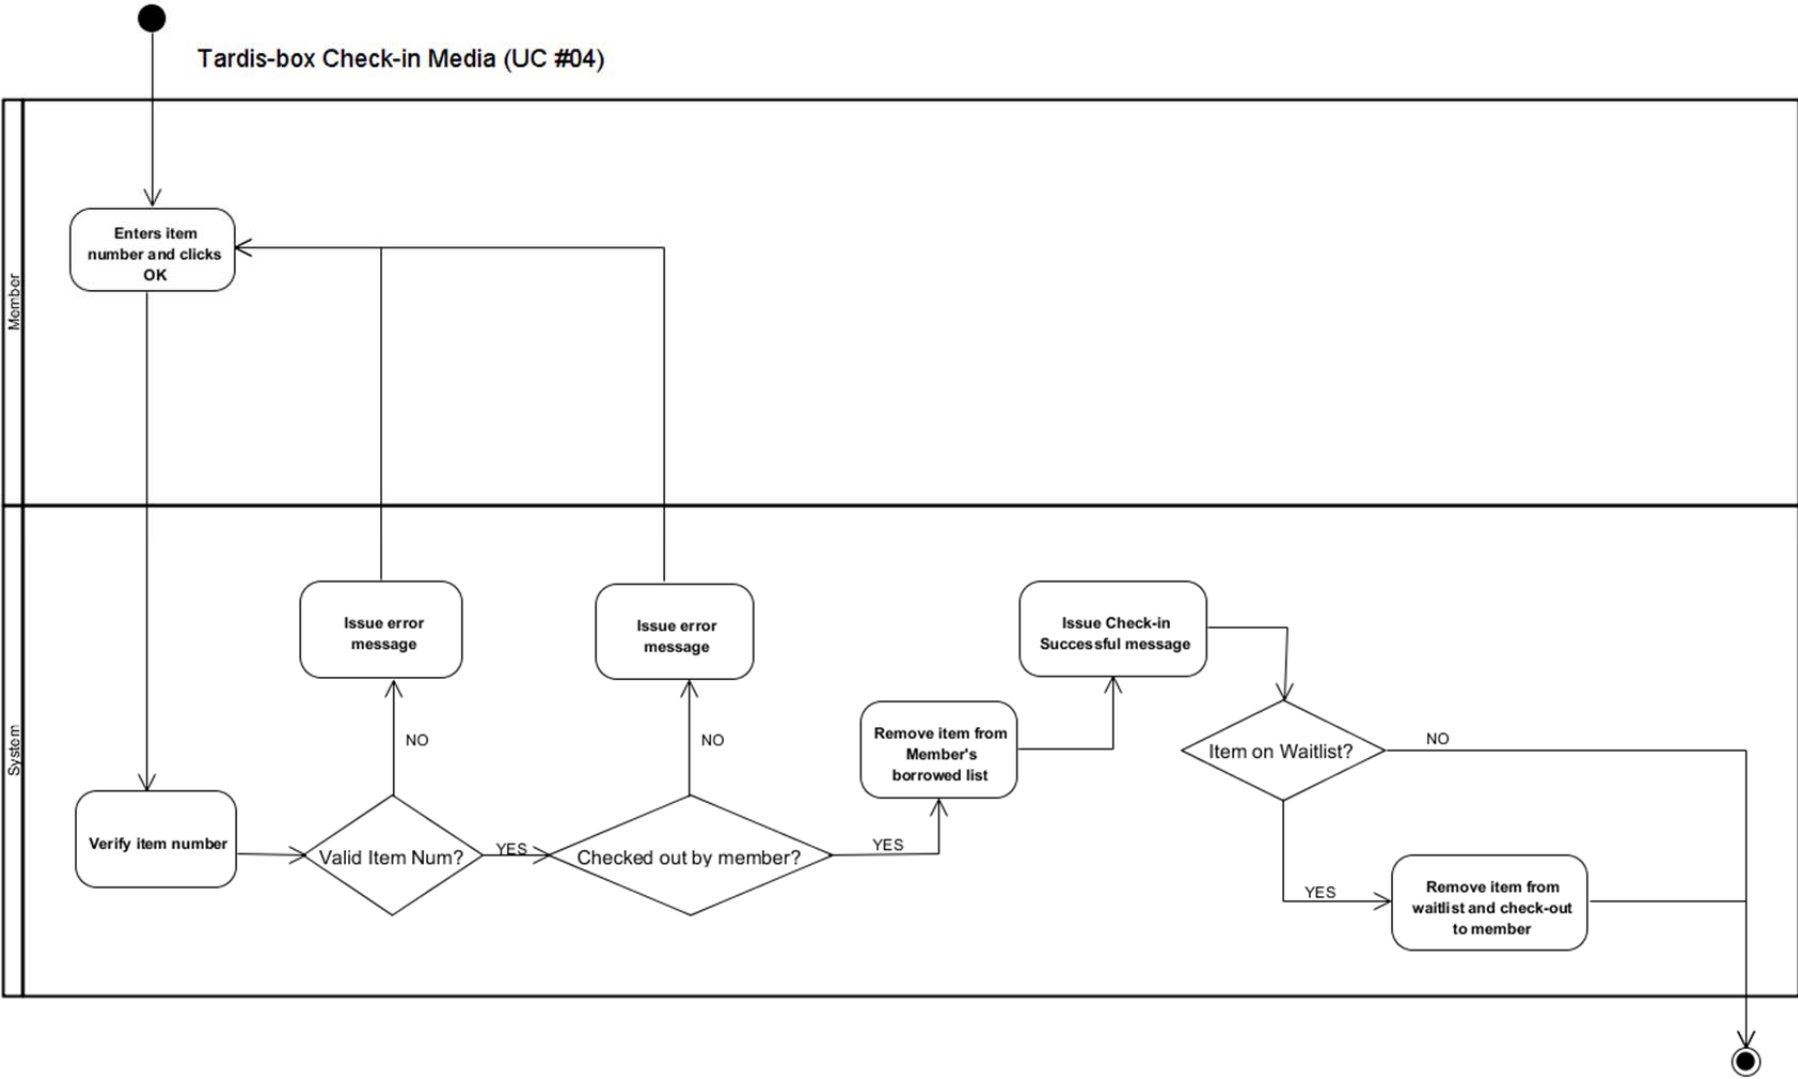 Tardis-box Check-in Media (UC #04)
Member
Enters item
number and clicks
OK
System
Issue error
message
Issue error
message
Issue Check-in
Successful message
NO
NO
Remove item from
Member's
borrowed list
Item on Waitlist?
NO
Verify item number
Valid Item Num?
YES
Checked out by member?
YES
YES
Remove item from
waitlist and check-out
to member